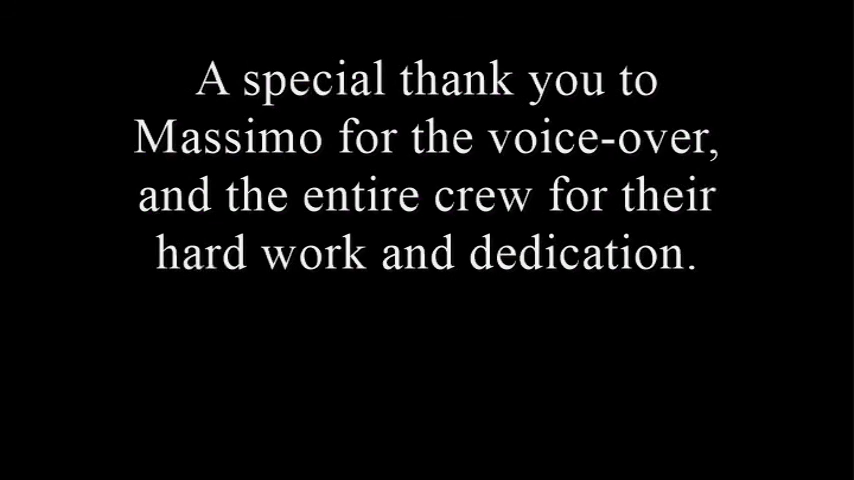 A special thank you to
Massimo for the voice-over,
and the entire crew for their
hard work and dedication.